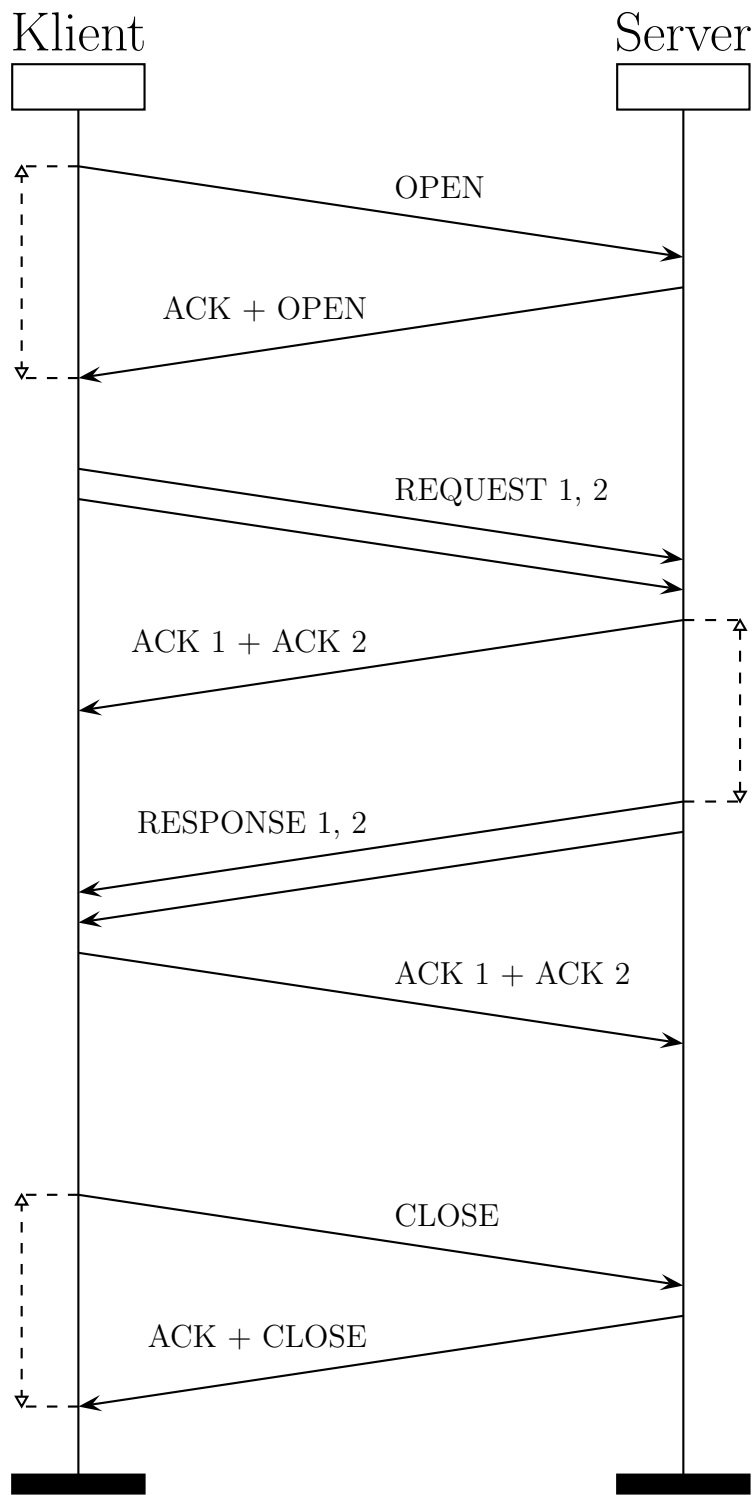 Klient
Server
OPEN
ACK + OPEN
REQUEST 1, 2
ACK 1 + ACK 2
RESPONSE 1, 2
ACK 1 + ACK 2
CLOSE
ACK + CLOSE